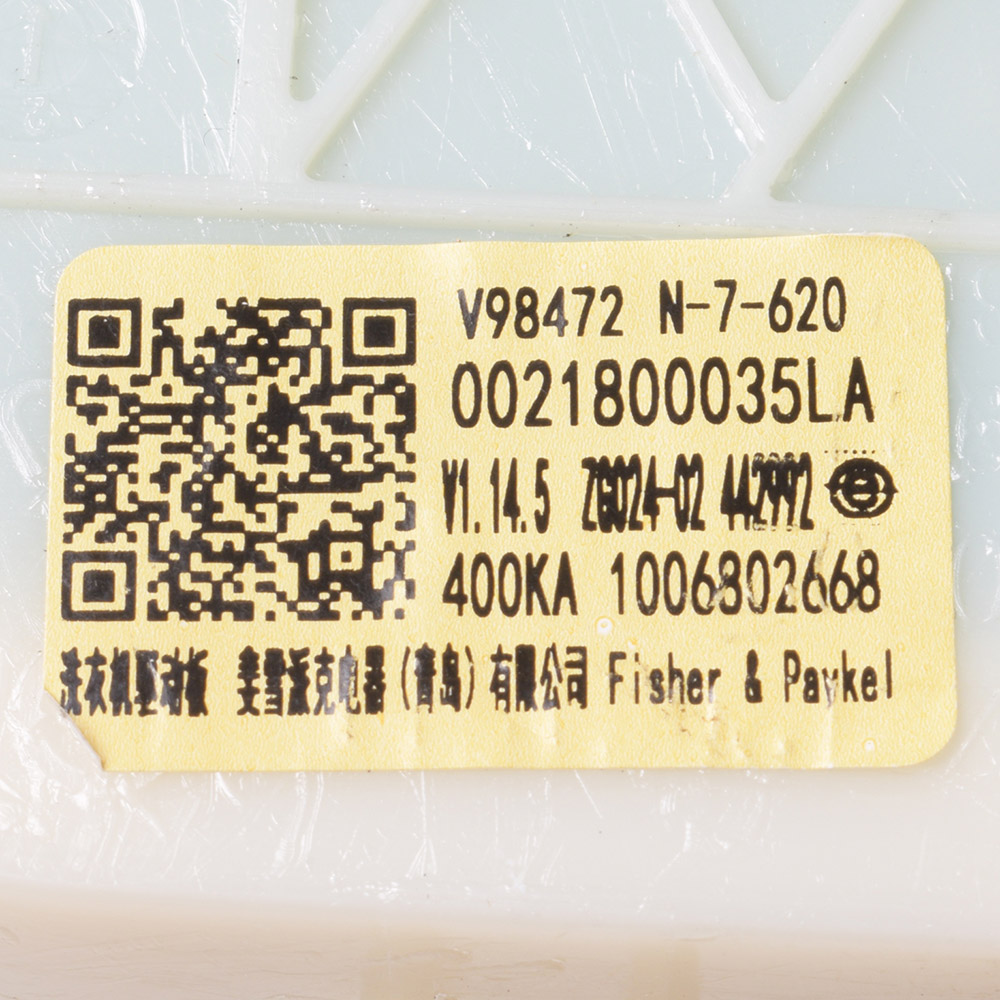 V98472 N-7-620
0021800035LA
V1.14.5 ZG024-02 442992
400KA 1006802668
洗衣机驱动板 斐雪派克电器(青岛)有限公司 Fisher & Paykel